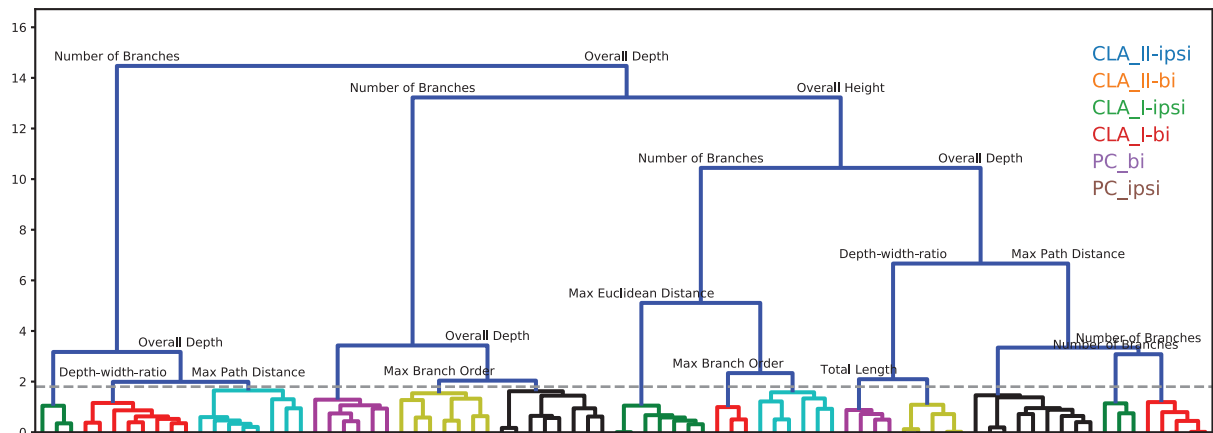 16
Number of Branches
Overall Depth
CLA_II-ipsi
14
Number of Branches
Overall Height
CLA_II-bi
CLA_I-ipsi
12
CLA_I-bi
Number of Branches
Overall Depth
PC_bi
10
PC_ipsi
8
Depth-width-ratio
Max Path Distance
6
Max Euclidean Distance
4
Overall Depth
Overall Depth
Number of Branches
Number of Branches
Max Branch Order
Depth-width-ratio
Max Path Distance
Max Branch Order
Total Length
2
0